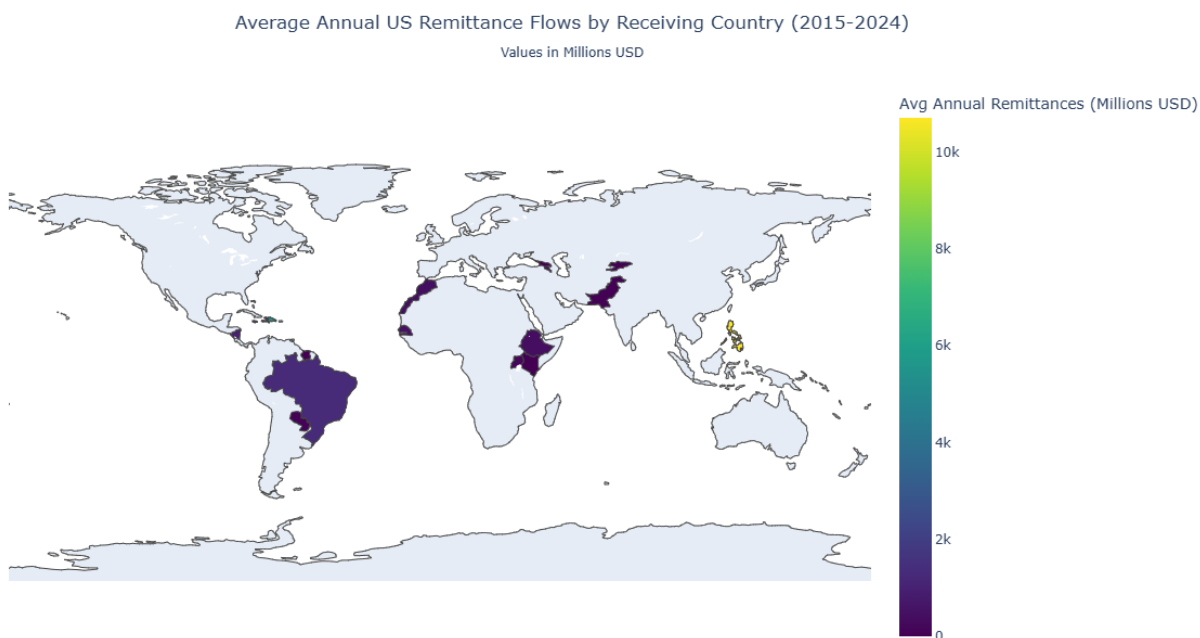 Average Annual US Remittance Flows by Receiving Country (2015-2024)
Values in Millions USD
Avg Annual Remittances (Millions USD)
10k
8k
6k
4k
2k
0